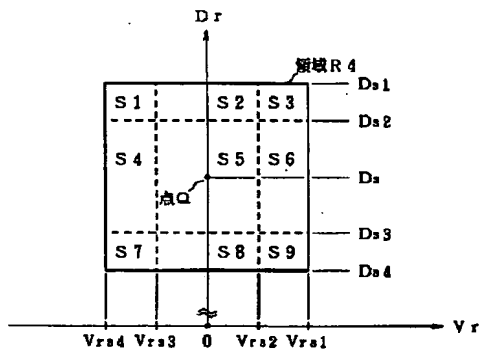 Dr
領域R4
Ds1
S1 S2 S3
Ds2
S4 S5 S6
Ds
点Q
Ds3
S7 S8 S9
Ds4
Vr
Vrs4 Vrs3 0 Vrs2 Vrs1